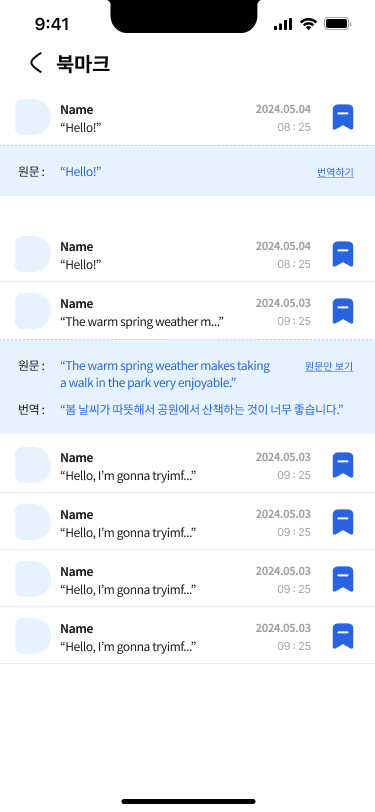 9:41
북마크
Name
2024.05.04
“Hello!”
08 : 25
원문 :
“Hello!”
번역하기
Name
2024.05.04
“Hello!”
08 : 25
Name
2024.05.03
“The warm spring weather m...”
09 : 25
원문 :
“The warm spring weather makes taking
a walk in the park very enjoyable.”
원문만 보기
번역 :
“봄 날씨가 따뜻해서 공원에서 산책하는 것이 너무 좋습니다.”
Name
2024.05.03
“Hello, I’m gonna tryimf...”
09 : 25
Name
2024.05.03
“Hello, I’m gonna tryimf...”
09 : 25
Name
2024.05.03
“Hello, I’m gonna tryimf...”
09 : 25
Name
2024.05.03
“Hello, I’m gonna tryimf...”
09 : 25